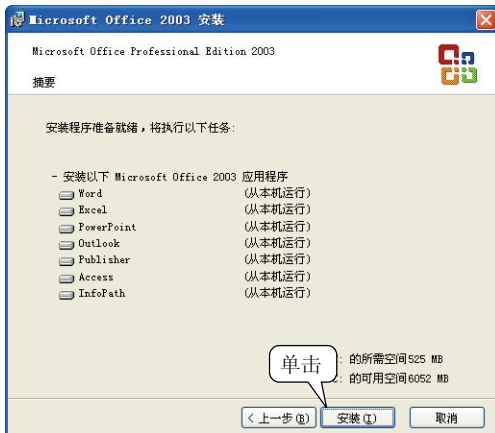 Microsoft Office 2003 安装
Microsoft Office Professional Edition 2003
摘要
安装程序准备就绪，将执行以下任务:
- 安装以下 Microsoft Office 2003 应用程序
Word (从本机运行)
Excel (从本机运行)
PowerPoint (从本机运行)
Outlook (从本机运行)
Publisher (从本机运行)
Access (从本机运行)
InfoPath (从本机运行)
: 的所需空间525 MB
: 的可用空间6052 MB
单击
< 上一步(B) 安装(I) 取消